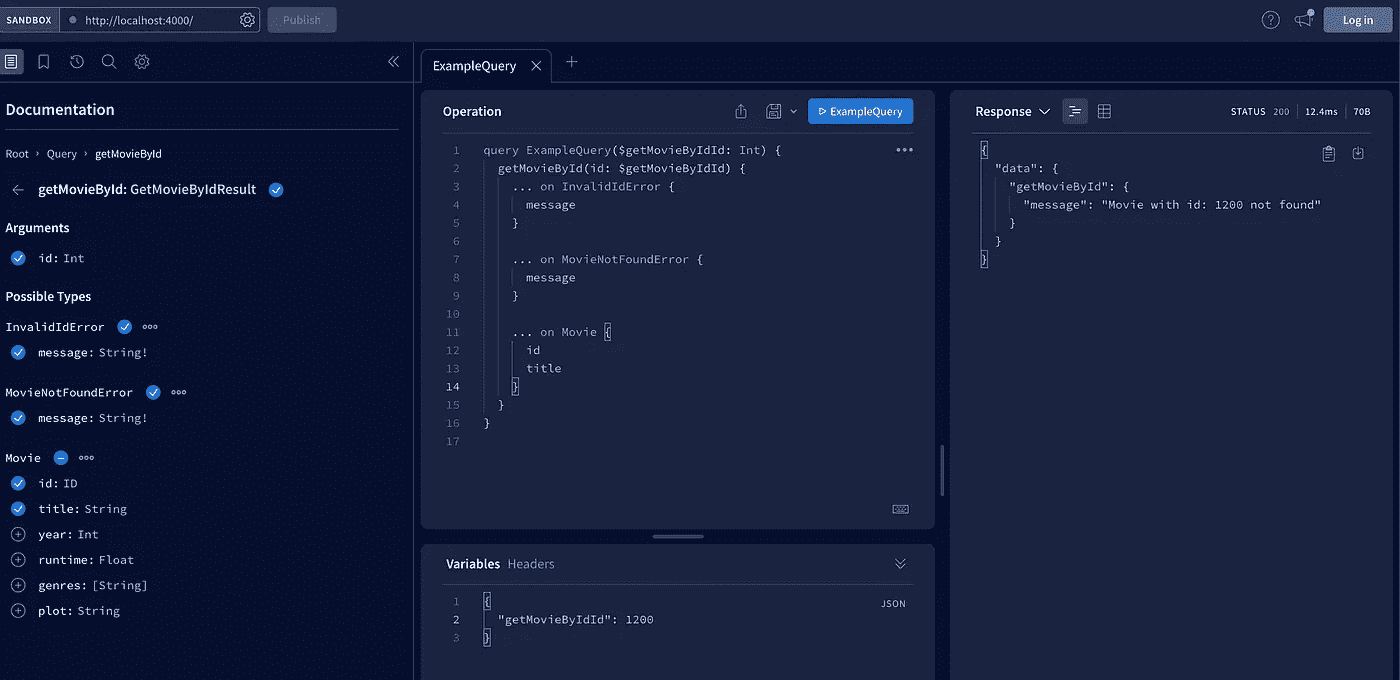 SANDBOX http://localhost:4000/ Publish Log in
Documentation
Root › Query › getMovieById
getMovieById: GetMovieByIdResult
Arguments
id: Int
Possible Types
InvalidIdError
message: String!
MovieNotFoundError
message: String!
Movie
id: ID
title: String
year: Int
runtime: Float
genres: [String]
plot: String
ExampleQuery
Operation ExampleQuery
1 query ExampleQuery($getMovieByIdId: Int) {
2 getMovieById(id: $getMovieByIdId) {
3 ... on InvalidIdError {
4 message
5 }
6
7 ... on MovieNotFoundError {
8 message
9 }
10
11 ... on Movie {
12 id
13 title
14 }
15 }
16 }
17
Variables Headers
JSON
1 {
2 "getMovieByIdId": 1200
3 }
Response STATUS 200 12.4ms 70B
{
"data": {
"getMovieById": {
"message": "Movie with id: 1200 not found"
}
}
}